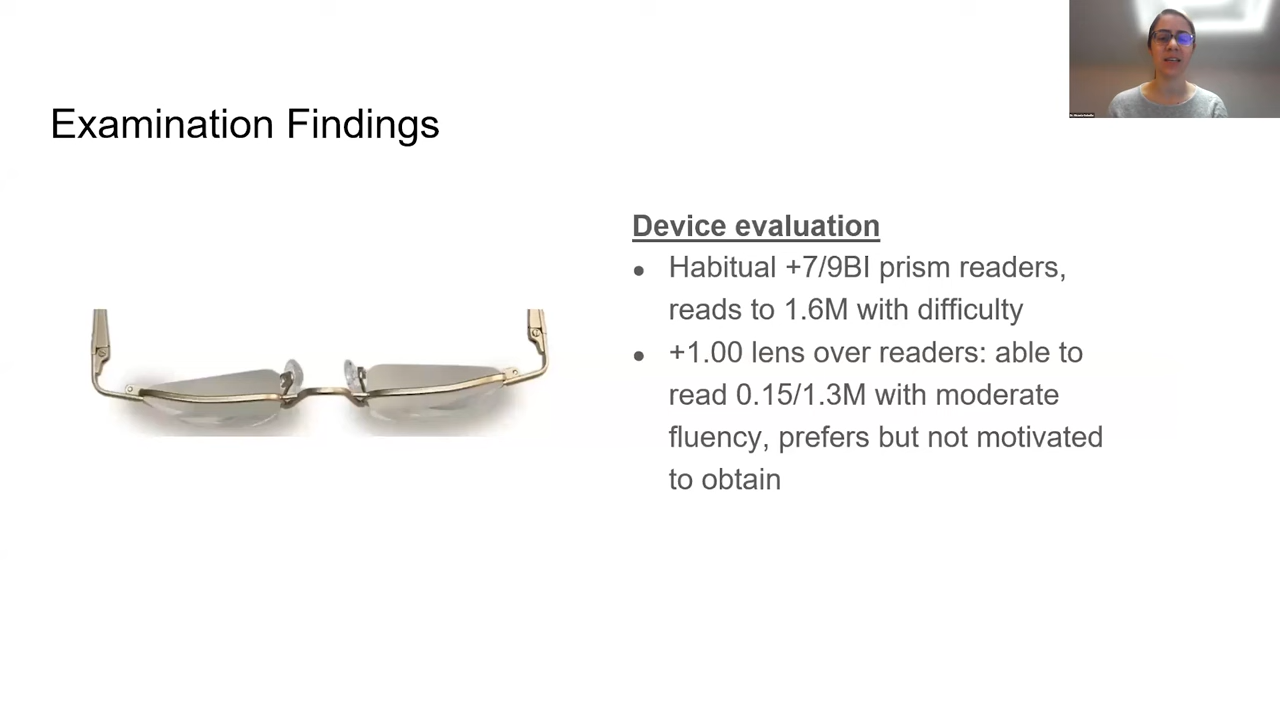 Examination Findings
Device evaluation
● Habitual +7/9BI prism readers,
reads to 1.6M with difficulty
● +1.00 lens over readers: able to
read 0.15/1.3M with moderate
fluency, prefers but not motivated
to obtain